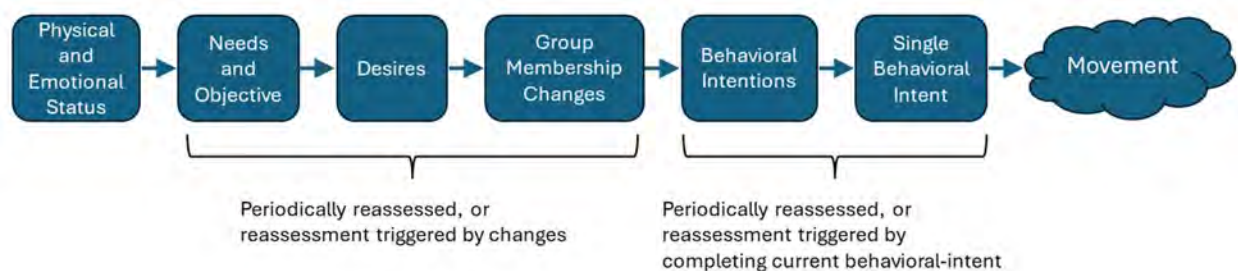 Physical
and
Emotional
Status
Needs
and
Objective
Desires
Group
Membership
Changes
Behavioral
Intentions
Single
Behavioral
Intent
Movement
Periodically reassessed, or
reassessment triggered by changes
Periodically reassessed, or
reassessment triggered by
completing current behavioral-intent